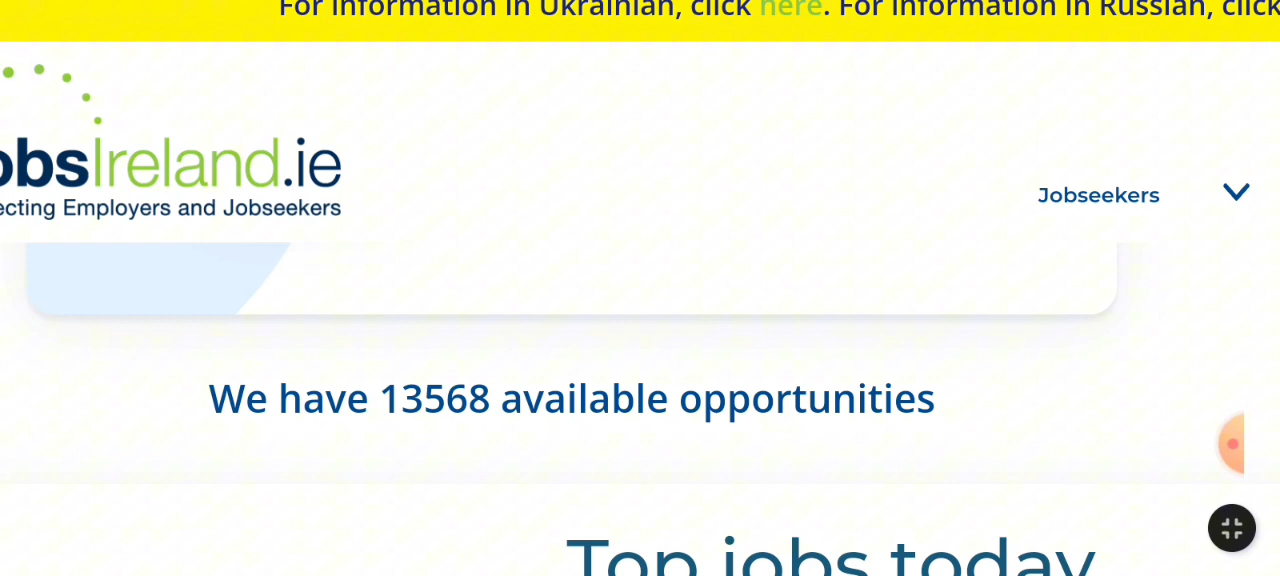 For information in Ukrainian, click here. For information in Russian, click
obsIreland.ie
ecting Employers and Jobseekers
Jobseekers
We have 13568 available opportunities
Top jobs today